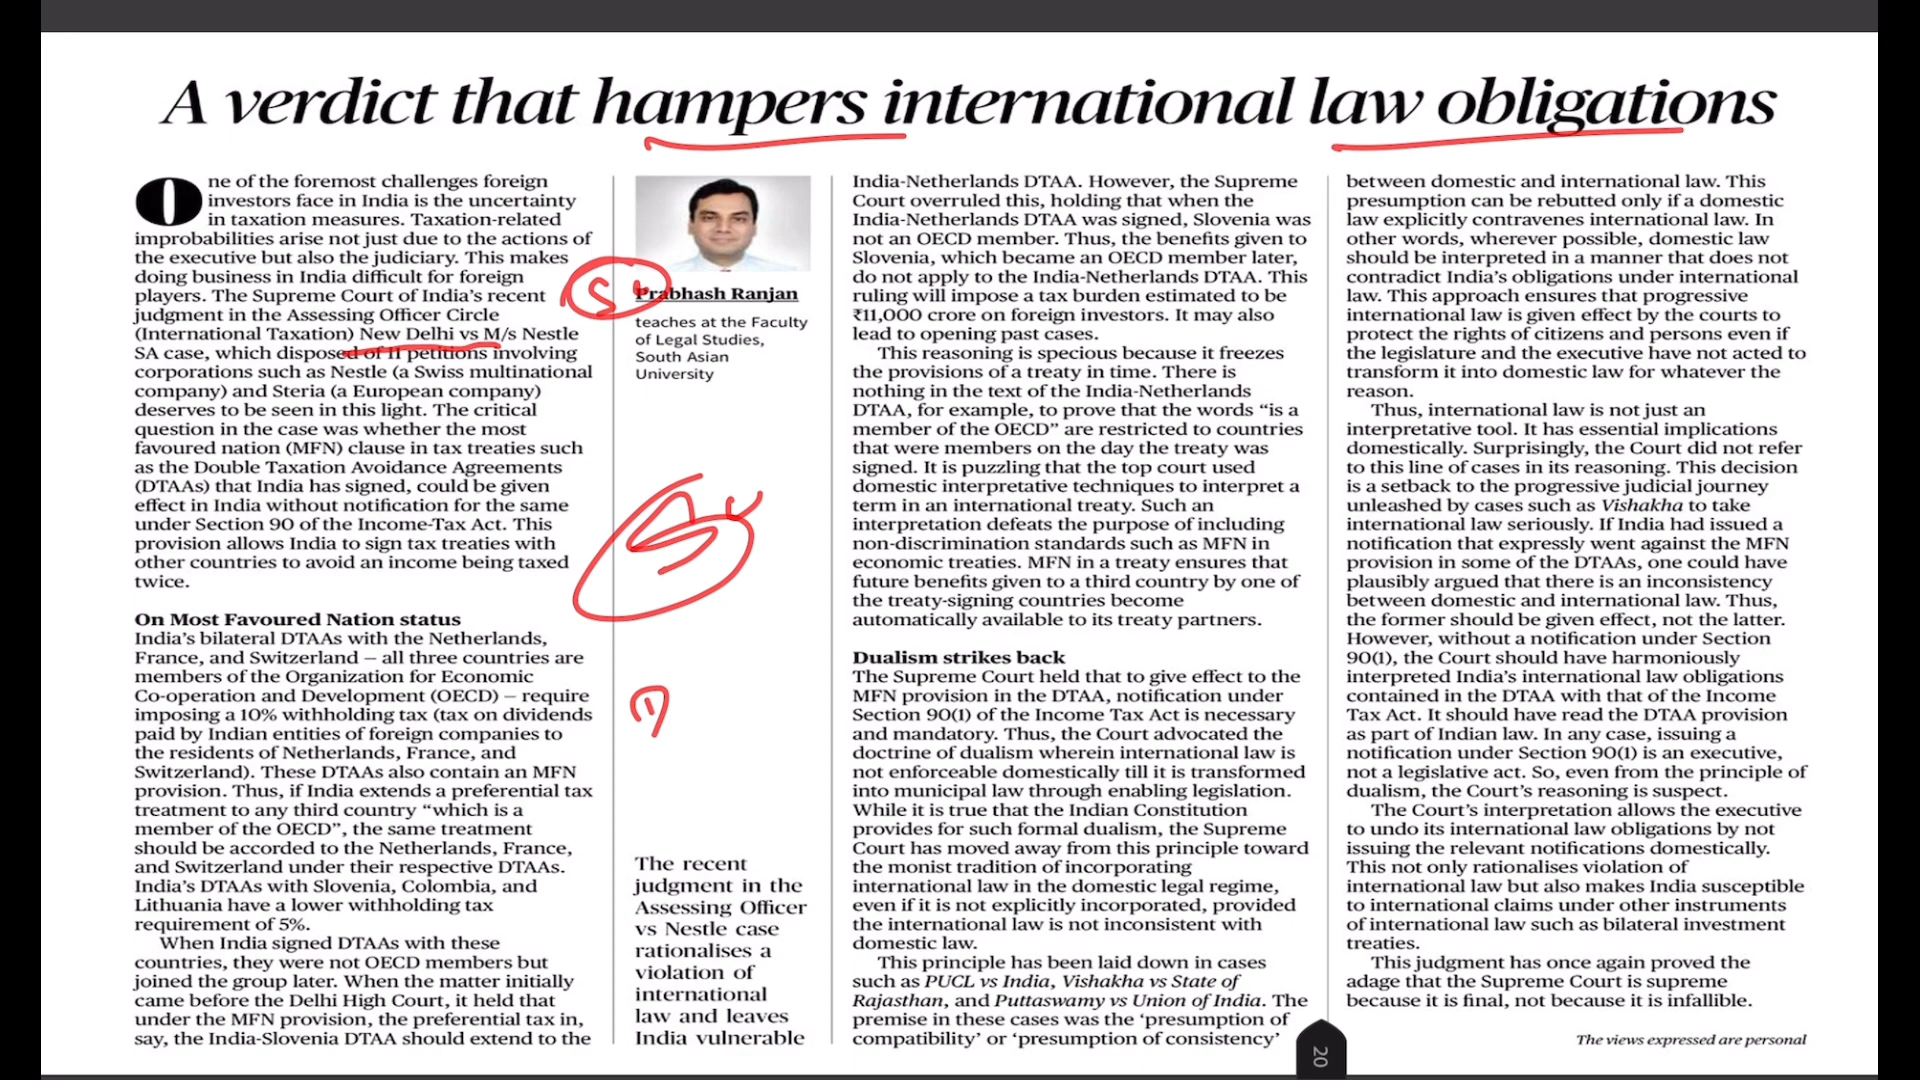 A verdict that hampers international law obligations
One of the foremost challenges foreign
investors face in India is the uncertainty
in taxation measures. Taxation-related
improbabilities arise not just due to the actions of
the executive but also the judiciary. This makes
doing business in India difficult for foreign
players. The Supreme Court of India's recent
judgment in the Assessing Officer Circle
(International Taxation) New Delhi vs M/s Nestle
SA case, which disposed of 11 petitions involving
corporations such as Nestle (a Swiss multinational
company) and Steria (a European company)
deserves to be seen in this light. The critical
question in the case was whether the most
favoured nation (MFN) clause in tax treaties such
as the Double Taxation Avoidance Agreements
(DTAAs) that India has signed, could be given
effect in India without notification for the same
under Section 90 of the Income-Tax Act. This
provision allows India to sign tax treaties with
other countries to avoid an income being taxed
twice.
On Most Favoured Nation status
India's bilateral DTAAs with the Netherlands,
France, and Switzerland — all three countries are
members of the Organization for Economic
Co-operation and Development (OECD) — require
imposing a 10% withholding tax (tax on dividends
paid by Indian entities of foreign companies to
the residents of Netherlands, France, and
Switzerland). These DTAAs also contain an MFN
provision. Thus, if India extends a preferential tax
treatment to any third country "which is a
member of the OECD", the same treatment
should be accorded to the Netherlands, France,
and Switzerland under their respective DTAAs.
India's DTAAs with Slovenia, Colombia, and
Lithuania have a lower withholding tax
requirement of 5%.
When India signed DTAAs with these
countries, they were not OECD members but
joined the group later. When the matter initially
came before the Delhi High Court, it held that
under the MFN provision, the preferential tax in,
say, the India-Slovenia DTAA should extend to the
Prabhash Ranjan
teaches at the Faculty
of Legal Studies,
South Asian
University
The recent
judgment in the
Assessing Officer
vs Nestle case
rationalises a
violation of
international
law and leaves
India vulnerable
India-Netherlands DTAA. However, the Supreme
Court overruled this, holding that when the
India-Netherlands DTAA was signed, Slovenia was
not an OECD member. Thus, the benefits given to
Slovenia, which became an OECD member later,
do not apply to the India-Netherlands DTAA. This
ruling will impose a tax burden estimated to be
₹11,000 crore on foreign investors. It may also
lead to opening past cases.
This reasoning is specious because it freezes
the provisions of a treaty in time. There is
nothing in the text of the India-Netherlands
DTAA, for example, to prove that the words "is a
member of the OECD" are restricted to countries
that were members on the day the treaty was
signed. It is puzzling that the top court used
domestic interpretative techniques to interpret a
term in an international treaty. Such an
interpretation defeats the purpose of including
non-discrimination standards such as MFN in
economic treaties. MFN in a treaty ensures that
future benefits given to a third country by one of
the treaty-signing countries become
automatically available to its treaty partners.
Dualism strikes back
The Supreme Court held that to give effect to the
MFN provision in the DTAA, notification under
Section 90(1) of the Income Tax Act is necessary
and mandatory. Thus, the Court advocated the
doctrine of dualism wherein international law is
not enforceable domestically till it is transformed
into municipal law through enabling legislation.
While it is true that the Indian Constitution
provides for such formal dualism, the Supreme
Court has moved away from this principle toward
the monist tradition of incorporating
international law in the domestic legal regime,
even if it is not explicitly incorporated, provided
the international law is not inconsistent with
domestic law.
This principle has been laid down in cases
such as PUCL vs India, Vishakha vs State of
Rajasthan, and Puttaswamy vs Union of India. The
premise in these cases was the 'presumption of
compatibility' or 'presumption of consistency'
between domestic and international law. This
presumption can be rebutted only if a domestic
law explicitly contravenes international law. In
other words, wherever possible, domestic law
should be interpreted in a manner that does not
contradict India's obligations under international
law. This approach ensures that progressive
international law is given effect by the courts to
protect the rights of citizens and persons even if
the legislature and the executive have not acted to
transform it into domestic law for whatever the
reason.
Thus, international law is not just an
interpretative tool. It has essential implications
domestically. Surprisingly, the Court did not refer
to this line of cases in its reasoning. This decision
is a setback to the progressive judicial journey
unleashed by cases such as Vishakha to take
international law seriously. If India had issued a
notification that expressly went against the MFN
provision in some of the DTAAs, one could have
plausibly argued that there is an inconsistency
between domestic and international law. Thus,
the former should be given effect, not the latter.
However, without a notification under Section
90(1), the Court should have harmoniously
interpreted India's international law obligations
contained in the DTAA with that of the Income
Tax Act. It should have read the DTAA provision
as part of Indian law. In any case, issuing a
notification under Section 90(1) is an executive,
not a legislative act. So, even from the principle of
dualism, the Court's reasoning is suspect.
The Court's interpretation allows the executive
to undo its international law obligations by not
issuing the relevant notifications domestically.
This not only rationalises violation of
international law but also makes India susceptible
to international claims under other instruments
of international law such as bilateral investment
treaties.
This judgment has once again proved the
adage that the Supreme Court is supreme
because it is final, not because it is infallible.
The views expressed are personal
20